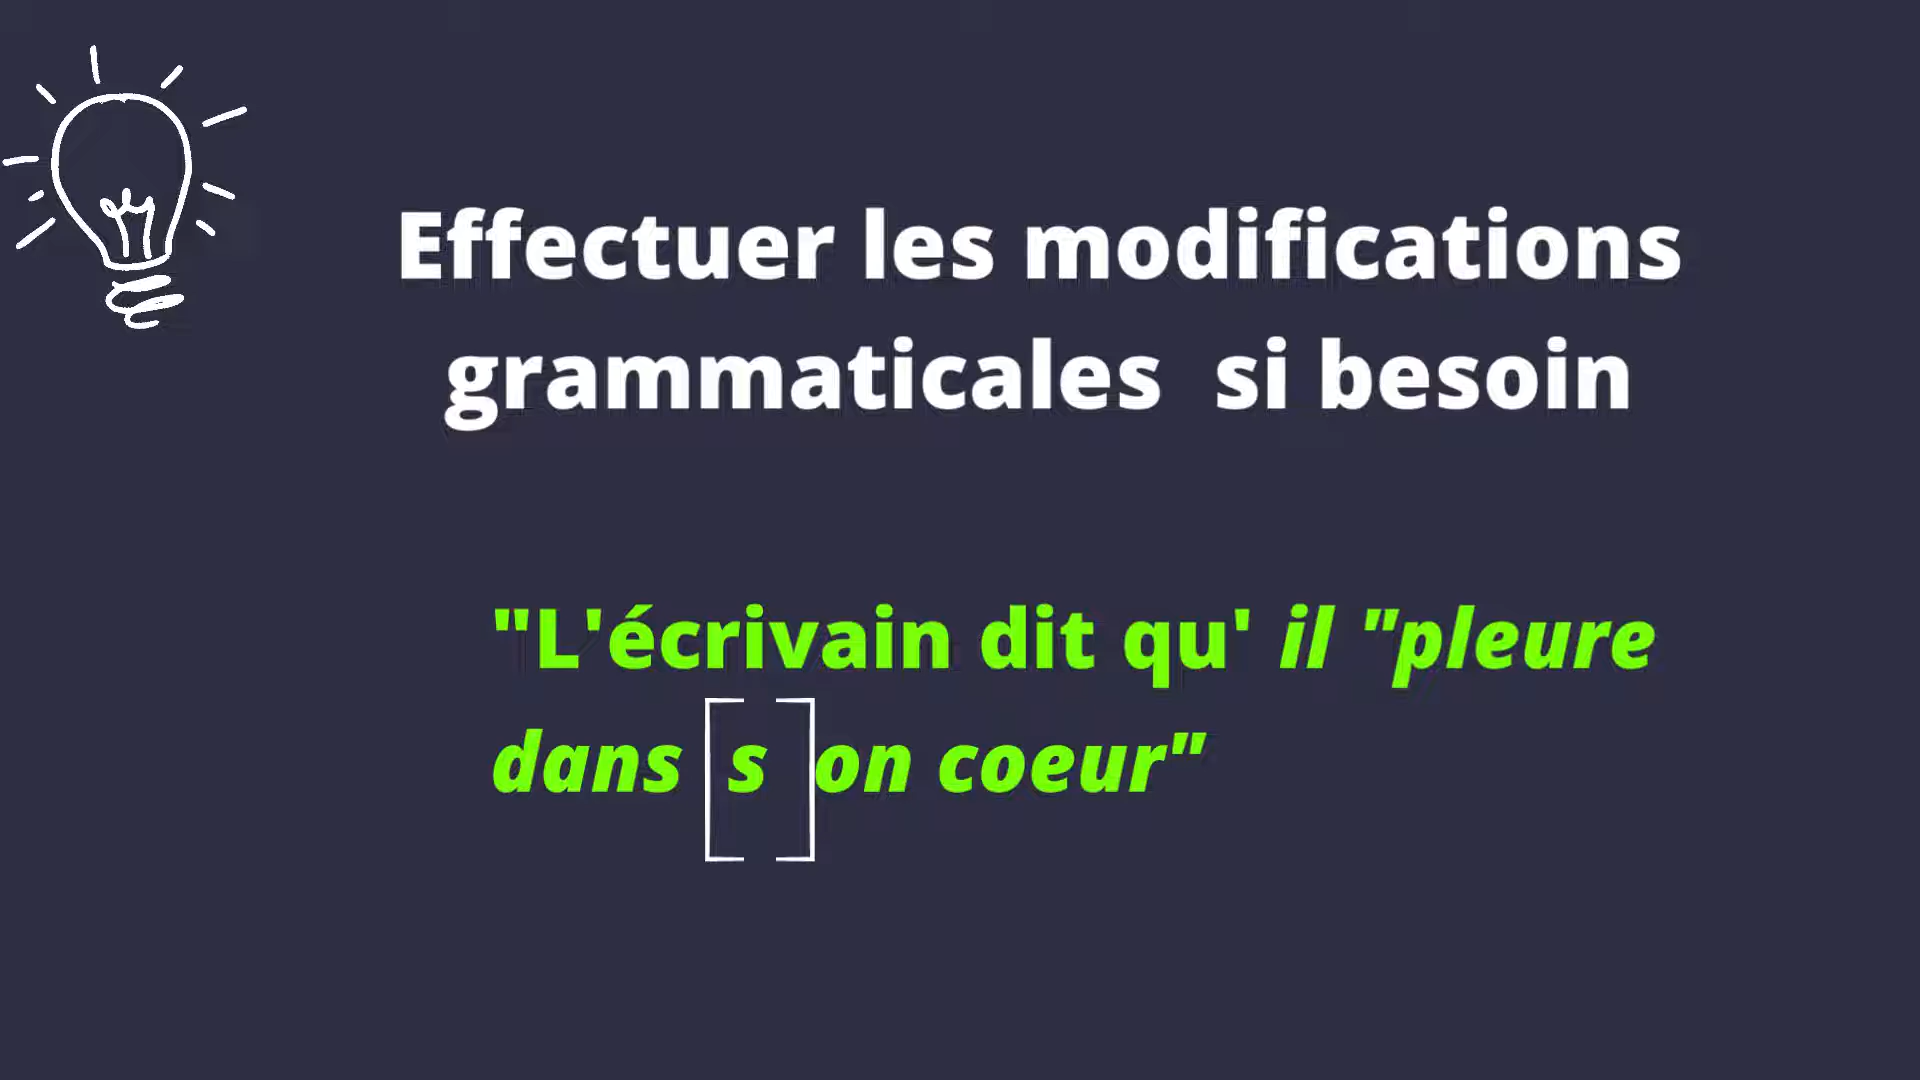 Effectuer les modifications
grammaticales si besoin
"L'écrivain dit qu' il "pleure
dans [ s ]on coeur"